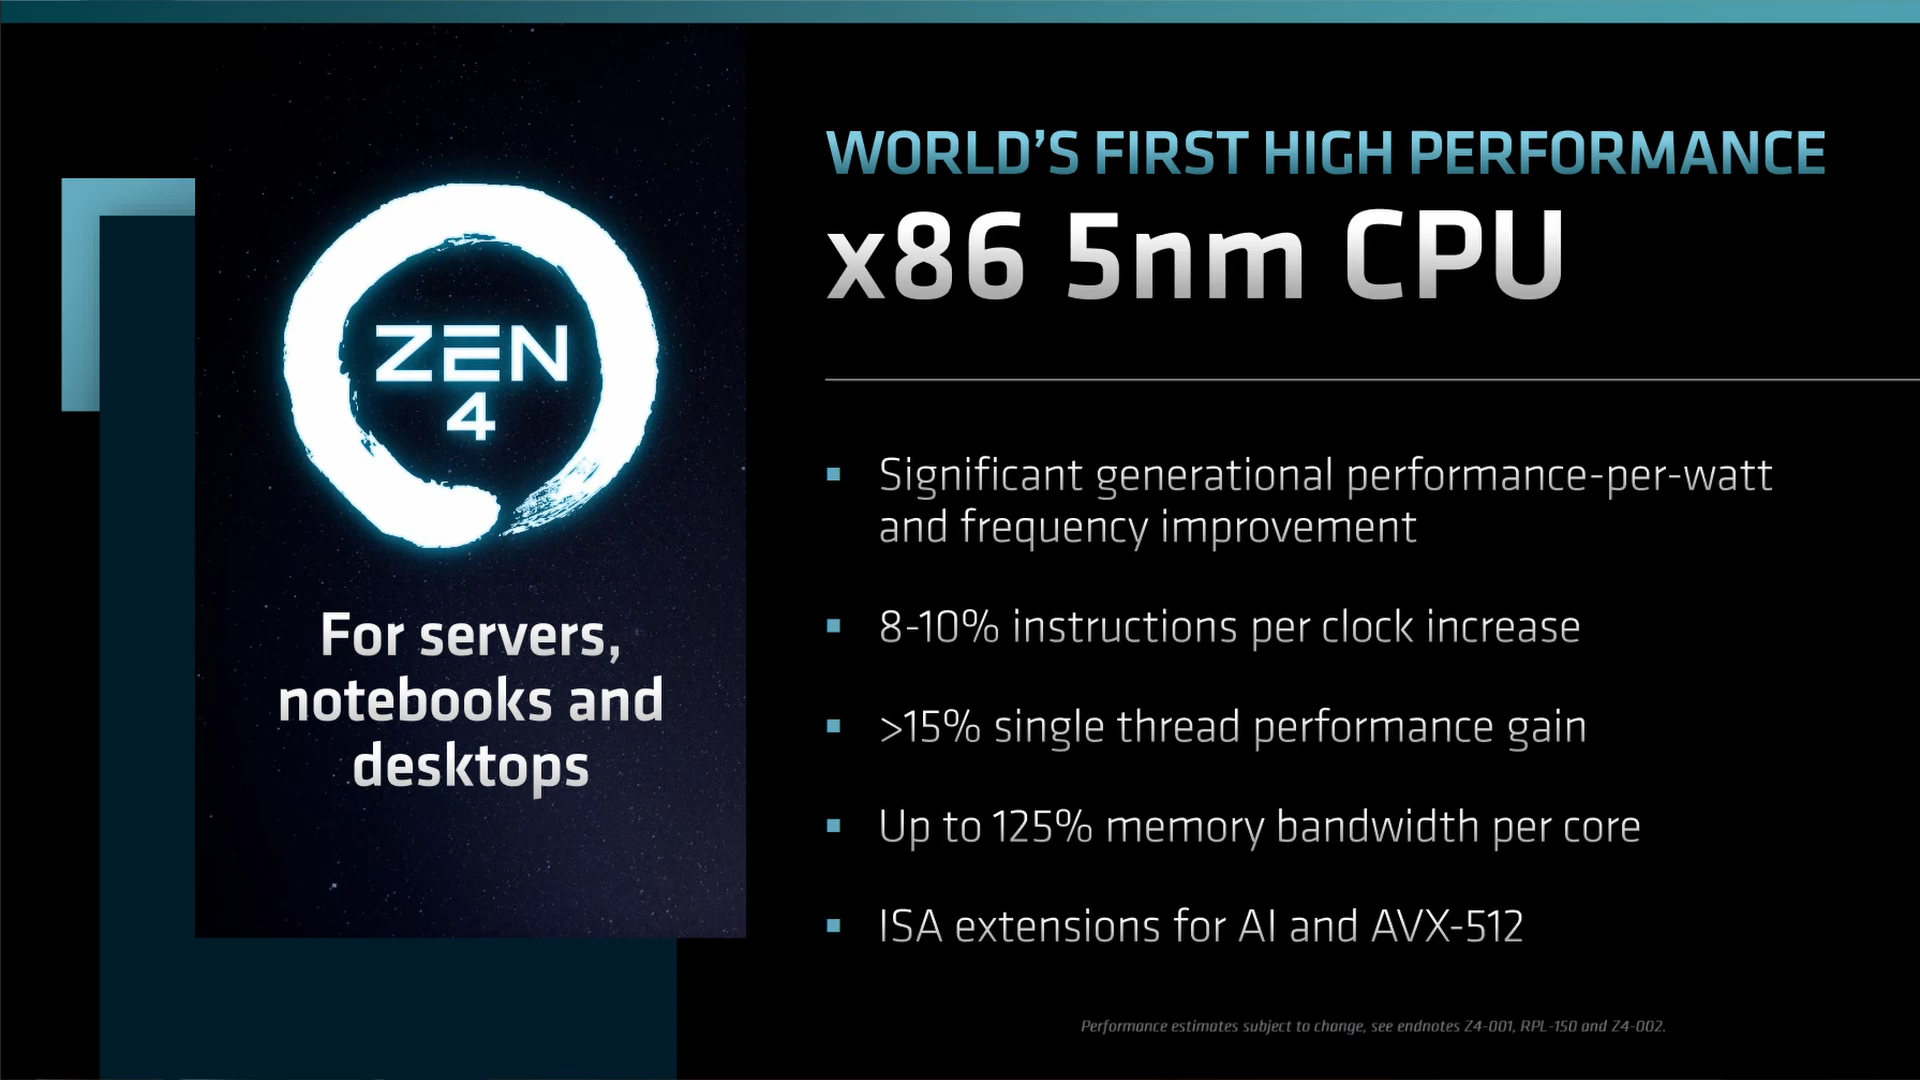 ZEN
4
For servers,
notebooks and
desktops
WORLD’S FIRST HIGH PERFORMANCE
x86 5nm CPU
Significant generational performance-per-watt
and frequency improvement
8-10% instructions per clock increase
>15% single thread performance gain
Up to 125% memory bandwidth per core
ISA extensions for AI and AVX-512
Performance estimates subject to change, see endnotes Z4-001, RPL-150 and Z4-002.